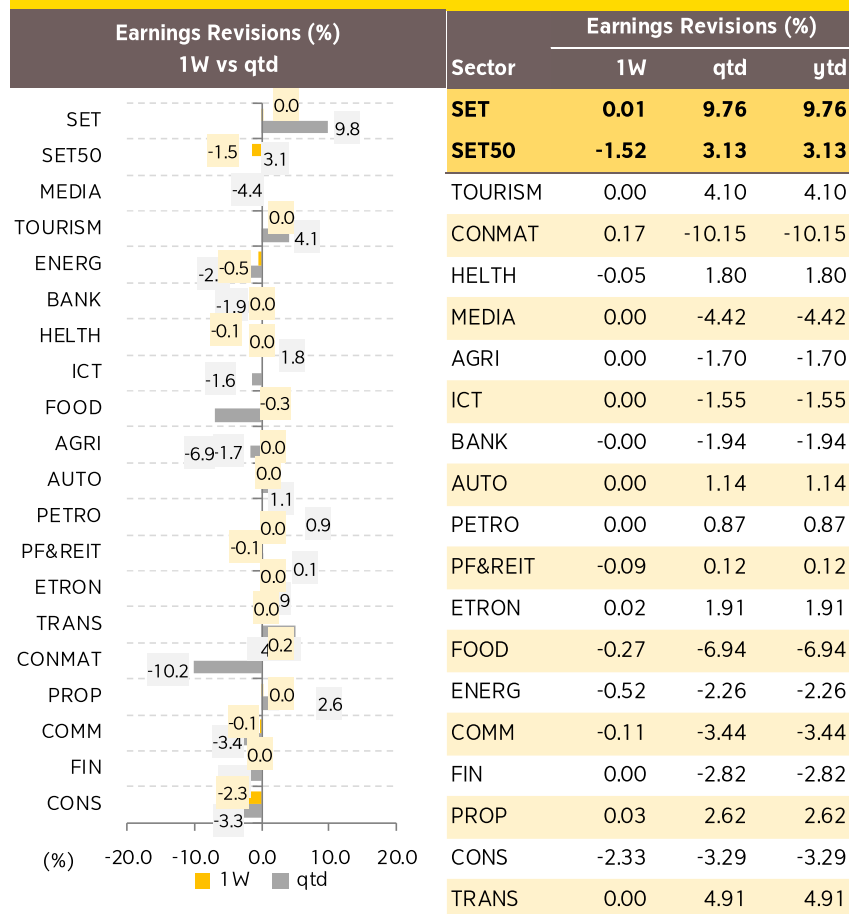 Earnings Revisions (%)
1W vs qtd
SET 0.0 9.8
SET50 -1.5 3.1
MEDIA -4.4
TOURISM 0.0 4.1
ENERG -0.5
BANK -1.9 0.0
HELTH -0.1 0.0 1.8
ICT -1.6
FOOD -0.3
AGRI -6.9 -1.7 0.0
AUTO 0.0 1.1
PETRO 0.0 0.9
PF&REIT -0.1 0.1
ETRON 0.0
TRANS 0.0
CONMAT 0.2 -10.2
PROP 0.0 2.6
COMM -0.1 -3.4
FIN 0.0
CONS -2.3 -3.3
(%) -20.0 -10.0 0.0 10.0 20.0
1W qtd
Earnings Revisions (%)
Sector 1W qtd ytd
SET 0.01 9.76 9.76
SET50 -1.52 3.13 3.13
TOURISM 0.00 4.10 4.10
CONMAT 0.17 -10.15 -10.15
HELTH -0.05 1.80 1.80
MEDIA 0.00 -4.42 -4.42
AGRI 0.00 -1.70 -1.70
ICT 0.00 -1.55 -1.55
BANK -0.00 -1.94 -1.94
AUTO 0.00 1.14 1.14
PETRO 0.00 0.87 0.87
PF&REIT -0.09 0.12 0.12
ETRON 0.02 1.91 1.91
FOOD -0.27 -6.94 -6.94
ENERG -0.52 -2.26 -2.26
COMM -0.11 -3.44 -3.44
FIN 0.00 -2.82 -2.82
PROP 0.03 2.62 2.62
CONS -2.33 -3.29 -3.29
TRANS 0.00 4.91 4.91